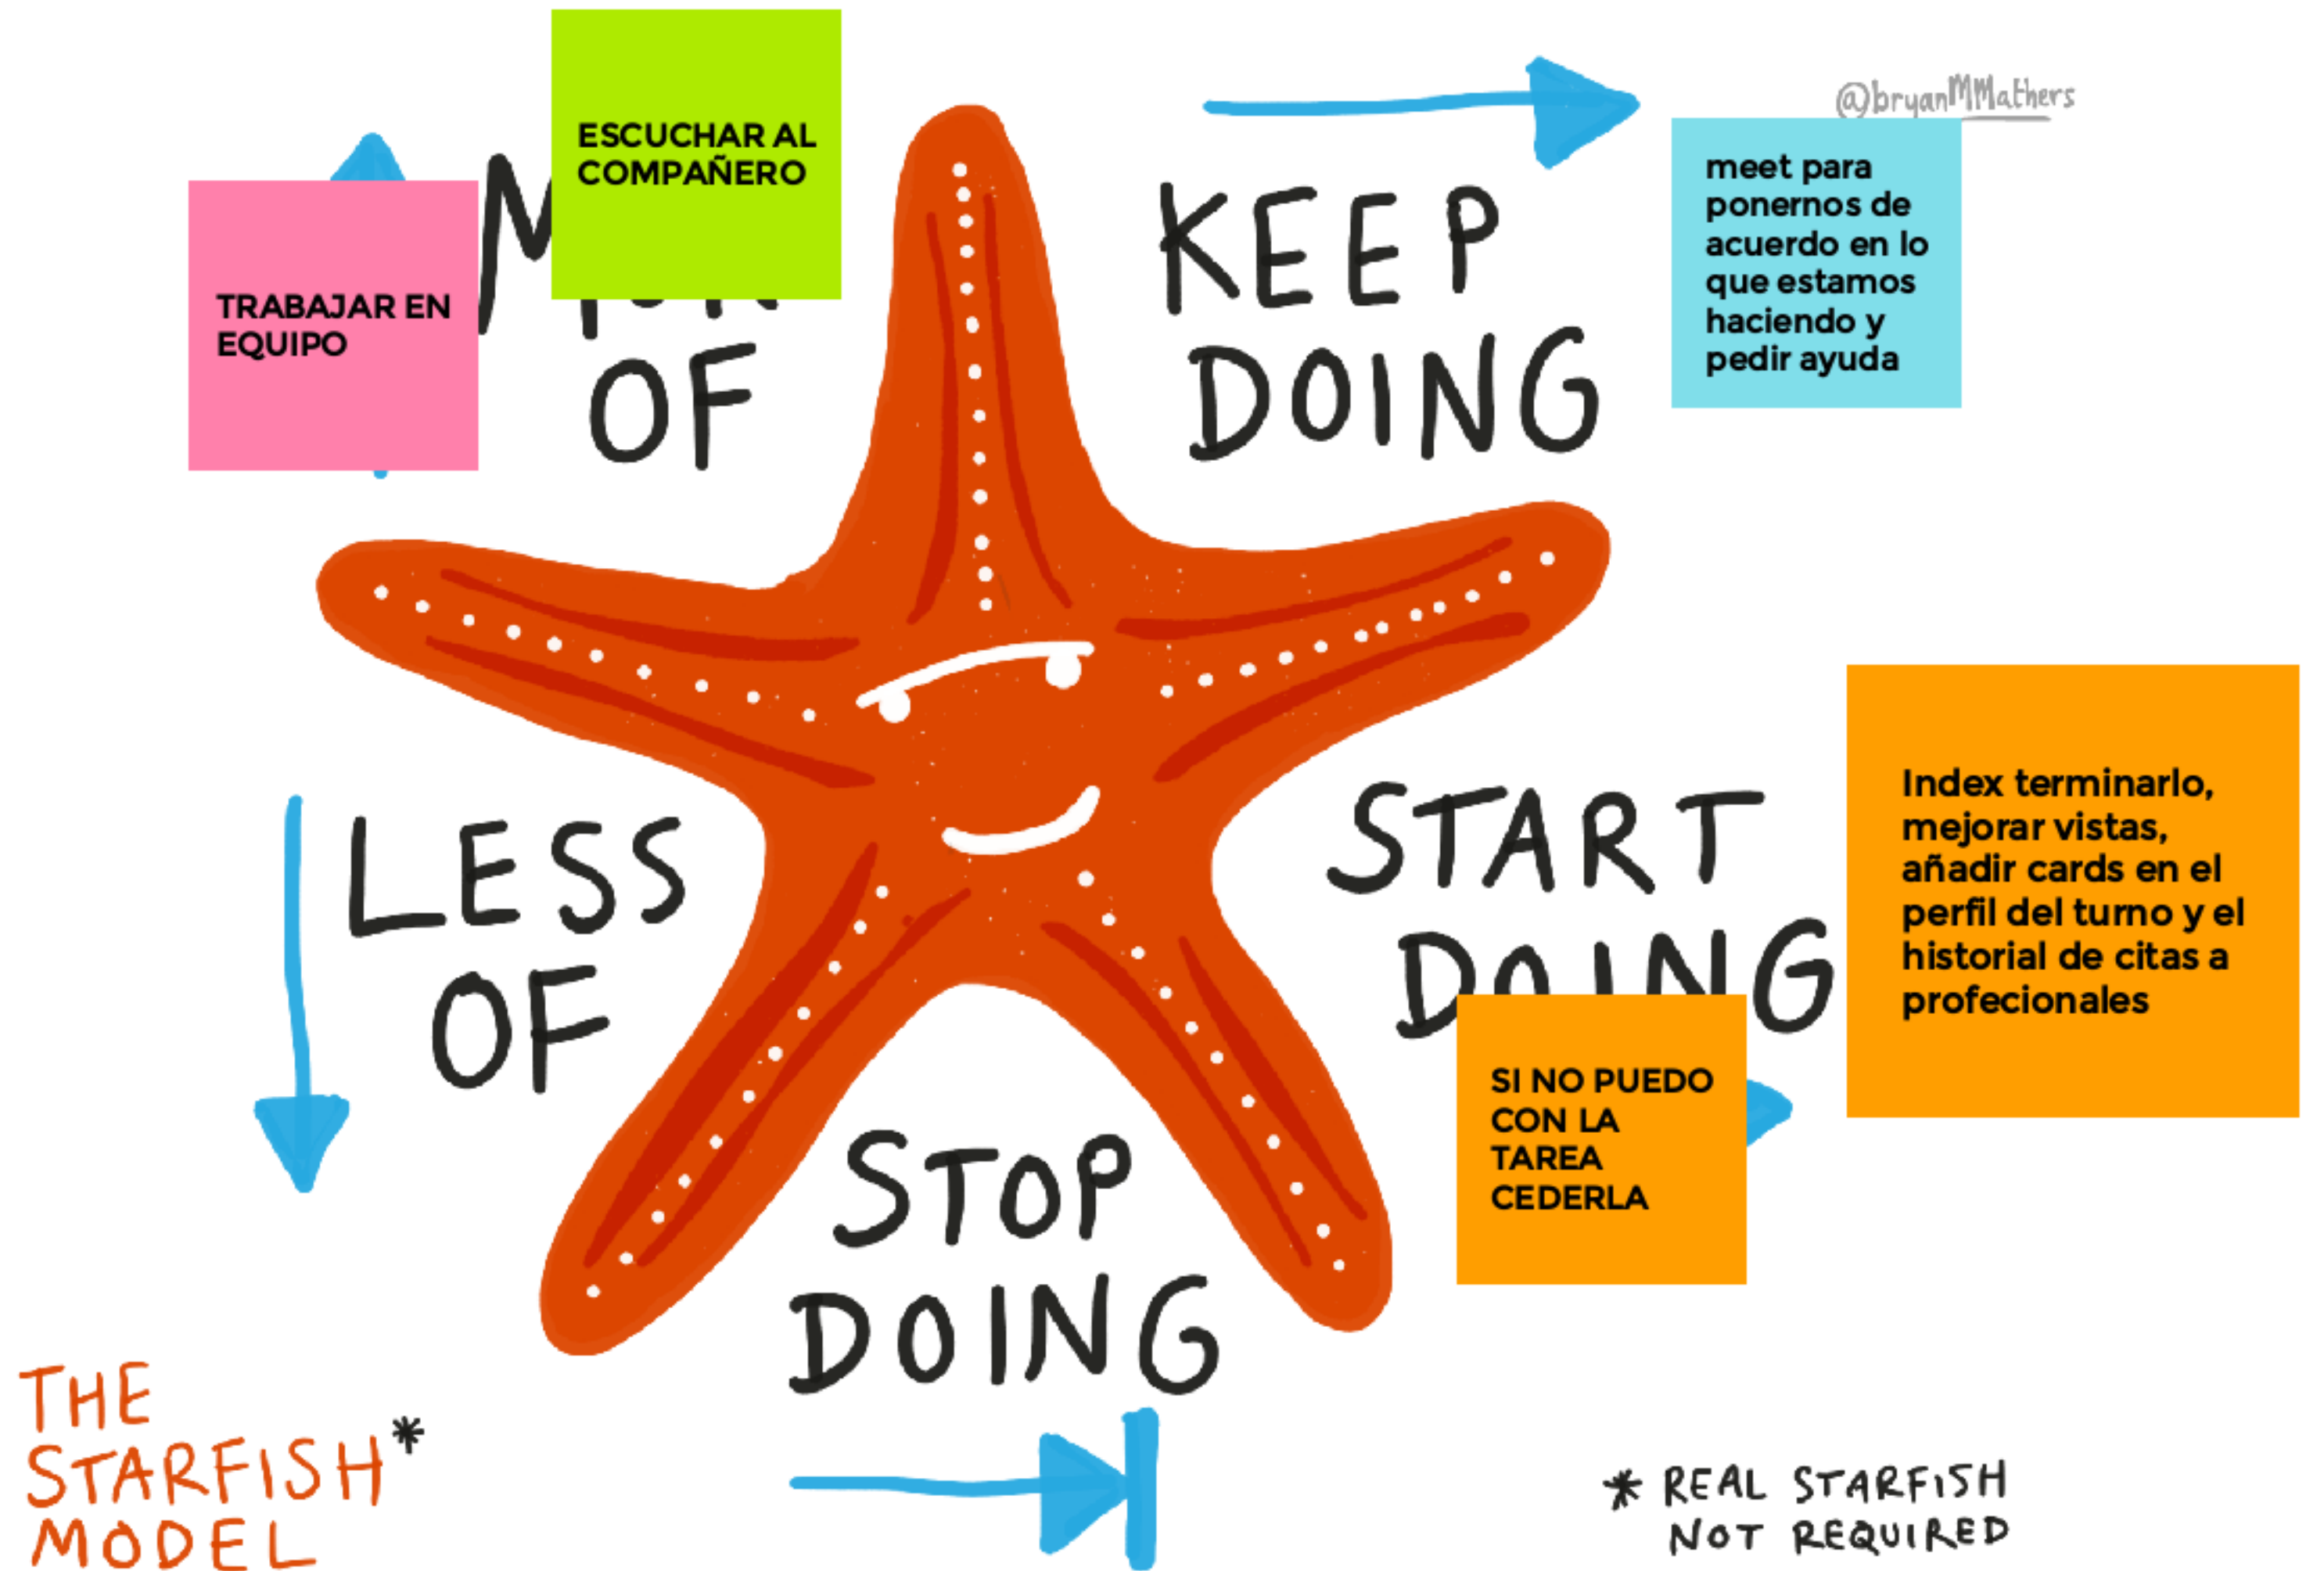 ESCUCHAR AL
COMPAÑERO
TRABAJAR EN
EQUIPO
OF
KEEP
DOING
@bryanMMathers
meet para
ponernos de
acuerdo en lo
que estamos
haciendo y
pedir ayuda
LESS
OF
START
DOING
Index terminarlo,
mejorar vistas,
añadir cards en el
perfil del turno y el
historial de citas a
profecionales
SI NO PUEDO
CON LA
TAREA
CEDERLA
STOP
DOING
THE
STARFISH*
MODEL
* REAL STARFISH
NOT REQUIRED